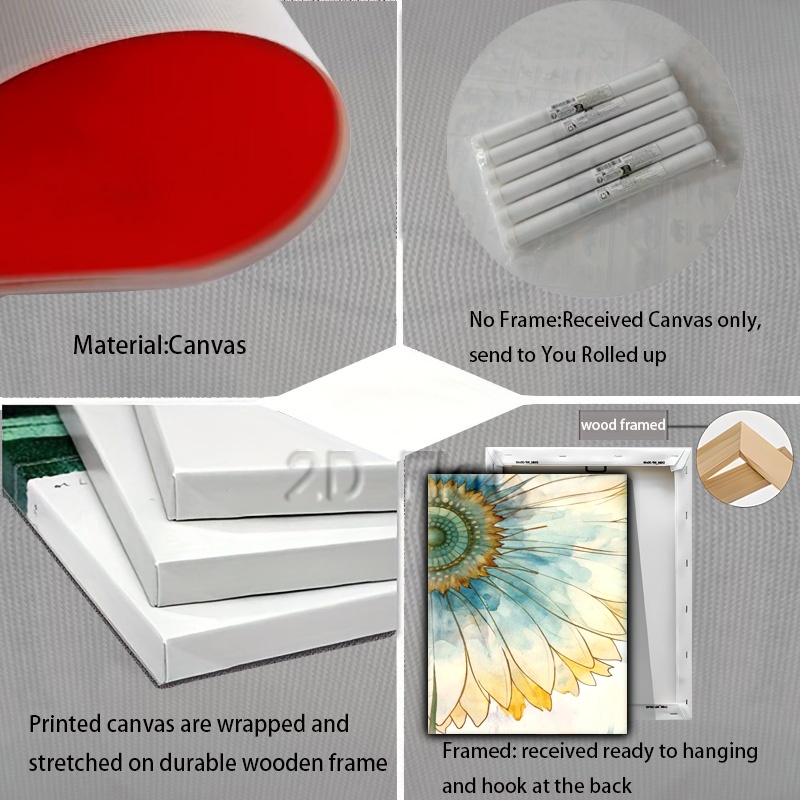 Material:Canvas
No Frame:Received Canvas only,
send to You Rolled up
wood framed
2D
Printed canvas are wrapped and
stretched on durable wooden frame
Framed: received ready to hanging
and hook at the back